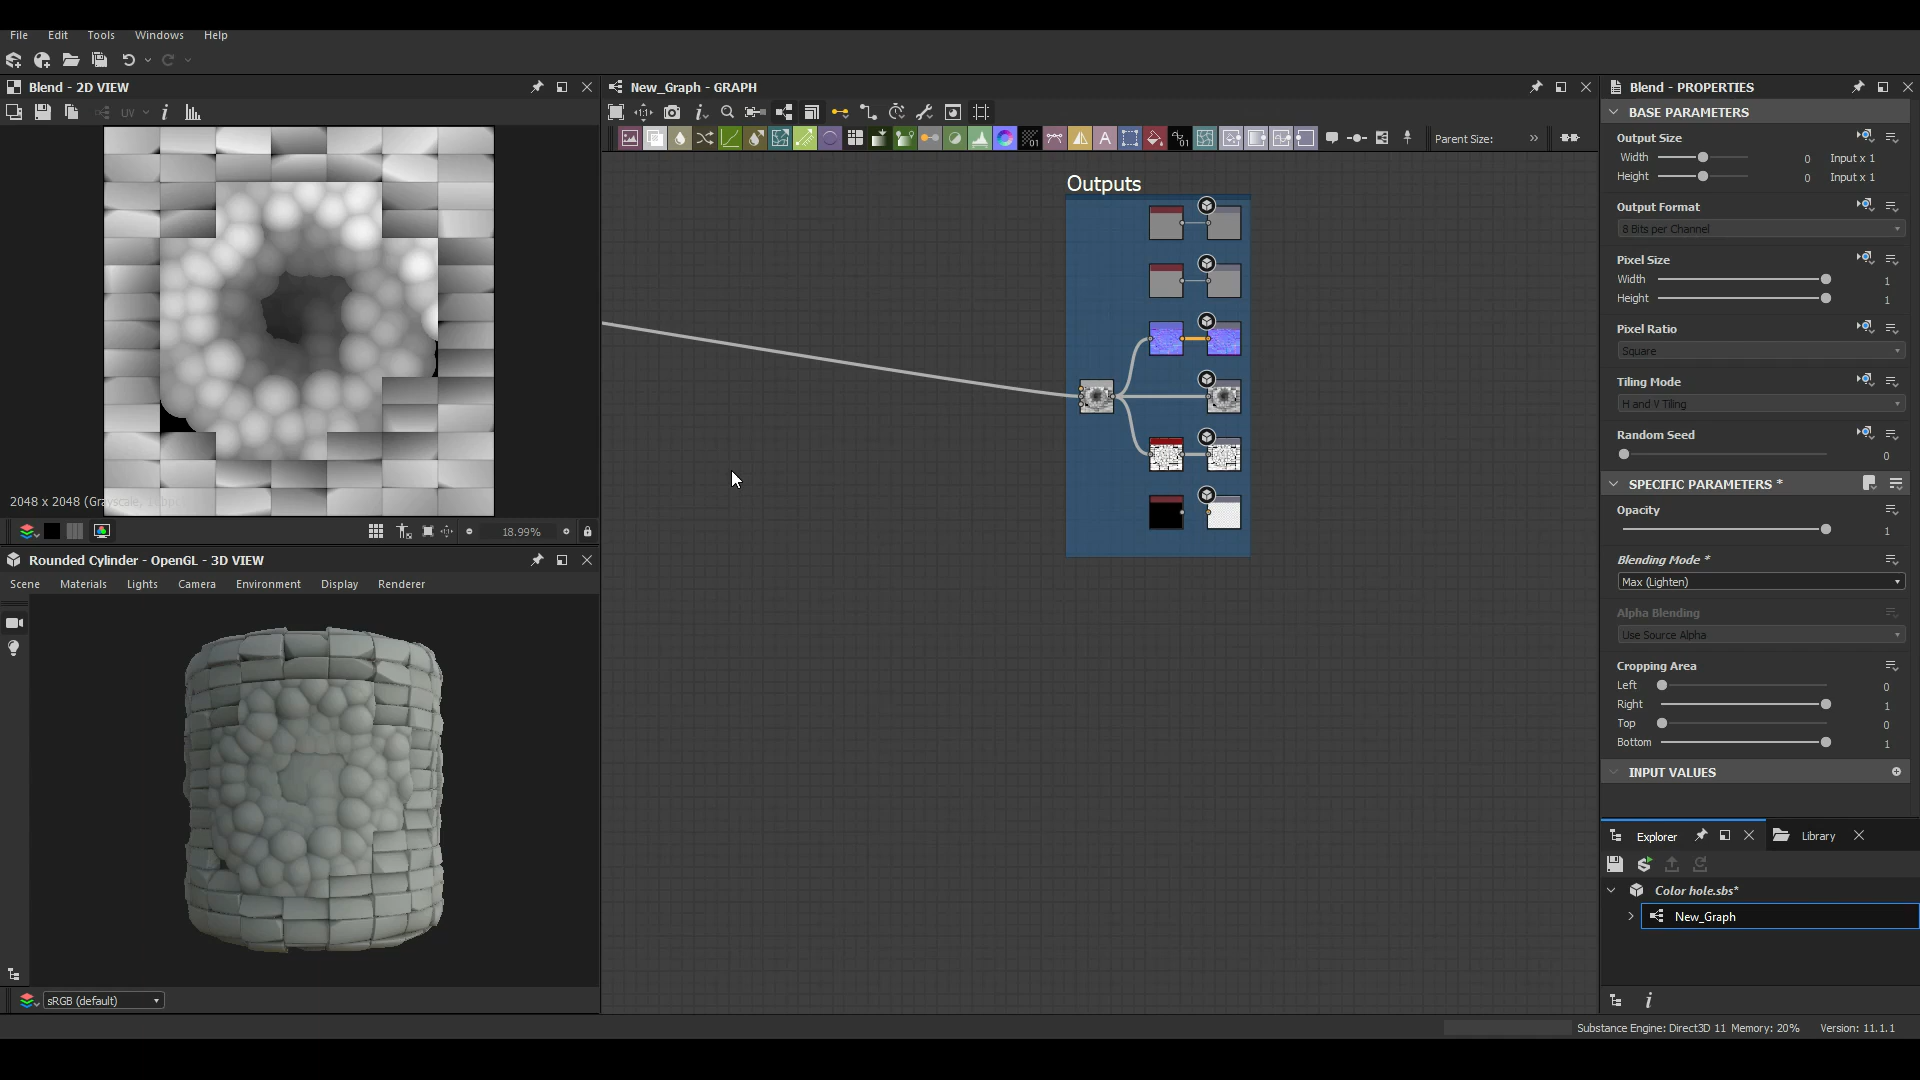 File Edit Tools Windows Help
Blend - 2D VIEW
UV
2048 x 2048 (Grayscale,
18.99%
Rounded Cylinder - OpenGL - 3D VIEW
Scene Materials Lights Camera Environment Display Renderer
sRGB (default)
New_Graph - GRAPH
Parent Size:
Outputs
Blend - PROPERTIES
BASE PARAMETERS
Output Size
Width 0 Input x 1
Height 0 Input x 1
Output Format
8 Bits per Channel
Pixel Size
Width 1
Height 1
Pixel Ratio
Square
Tiling Mode
H and V Tiling
Random Seed
0
SPECIFIC PARAMETERS *
Opacity
1
Blending Mode *
Max (Lighten)
Alpha Blending
Use Source Alpha
Cropping Area
Left 0
Right 1
Top 0
Bottom 1
INPUT VALUES
Explorer Library
Color hole.sbs*
New_Graph
Substance Engine: Direct3D 11 Memory: 20% Version: 11.1.1